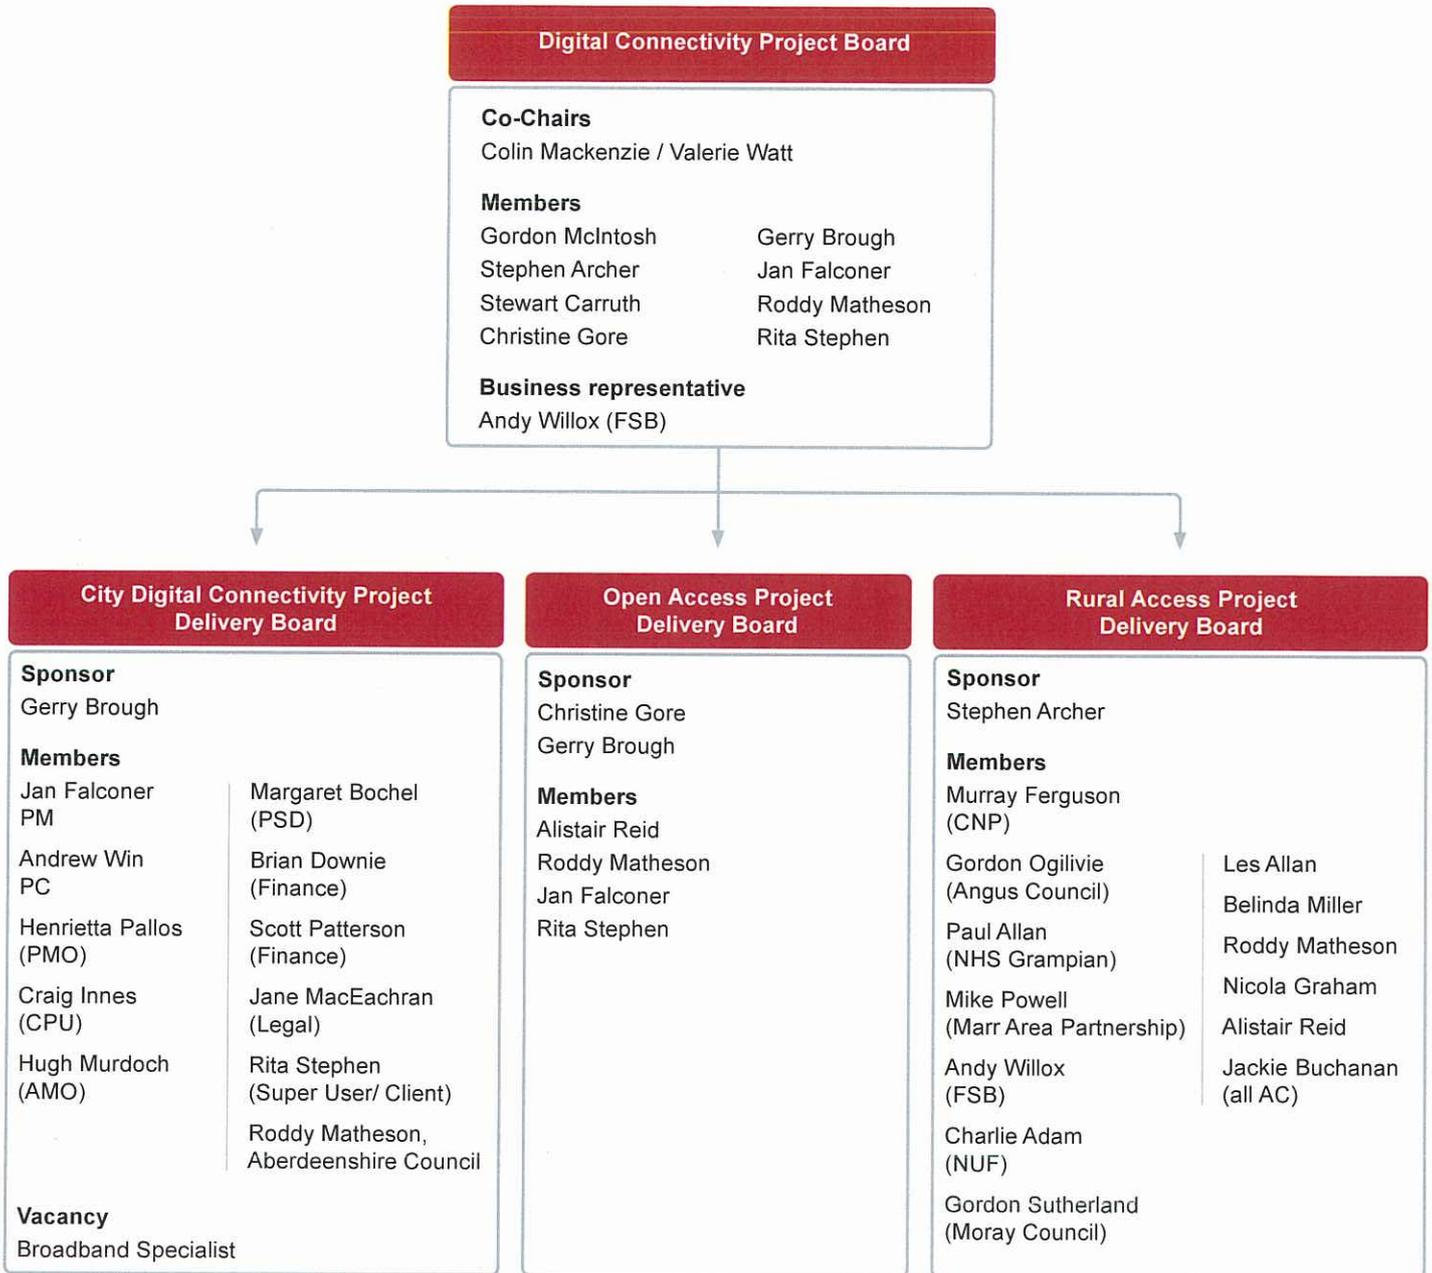 Digital Connectivity Project Board
Co-Chairs
Colin Mackenzie / Valerie Watt
Members
Gordon McIntosh
Stephen Archer
Stewart Carruth
Christine Gore
Gerry Brough
Jan Falconer
Roddy Matheson
Rita Stephen
Business representative
Andy Willox (FSB)
City Digital Connectivity Project
Delivery Board
Sponsor
Gerry Brough
Members
Jan Falconer
PM
Andrew Win
PC
Henrietta Pallos
(PMO)
Craig Innes
(CPU)
Hugh Murdoch
(AMO)
Margaret Bochel
(PSD)
Brian Downie
(Finance)
Scott Patterson
(Finance)
Jane MacEachran
(Legal)
Rita Stephen
(Super User/ Client)
Roddy Matheson,
Aberdeenshire Council
Vacancy
Broadband Specialist
Open Access Project
Delivery Board
Sponsor
Christine Gore
Gerry Brough
Members
Alistair Reid
Roddy Matheson
Jan Falconer
Rita Stephen
Rural Access Project
Delivery Board
Sponsor
Stephen Archer
Members
Murray Ferguson
(CNP)
Gordon Ogilivie
(Angus Council)
Paul Allan
(NHS Grampian)
Mike Powell
(Marr Area Partnership)
Andy Willox
(FSB)
Charlie Adam
(NUF)
Gordon Sutherland
(Moray Council)
Les Allan
Belinda Miller
Roddy Matheson
Nicola Graham
Alistair Reid
Jackie Buchanan
(all AC)